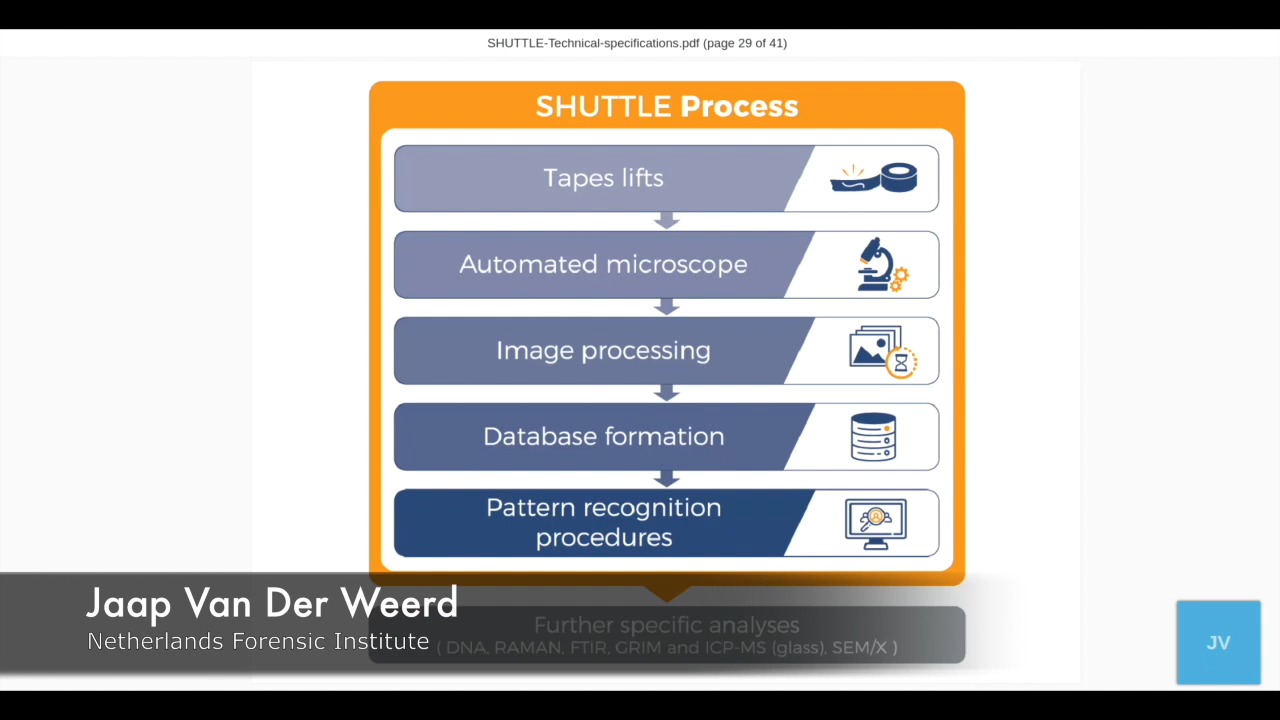 SHUTTLE-Technical-specifications.pdf (page 29 of 41)
SHUTTLE Process
Tapes lifts
Automated microscope
Image processing
Database formation
Pattern recognition
procedures
Further specific analyses
( DNA, RAMAN, FTIR, GRIM and ICP-MS (glass), SEM/X )
Jaap Van Der Weerd
Netherlands Forensic Institute
JV